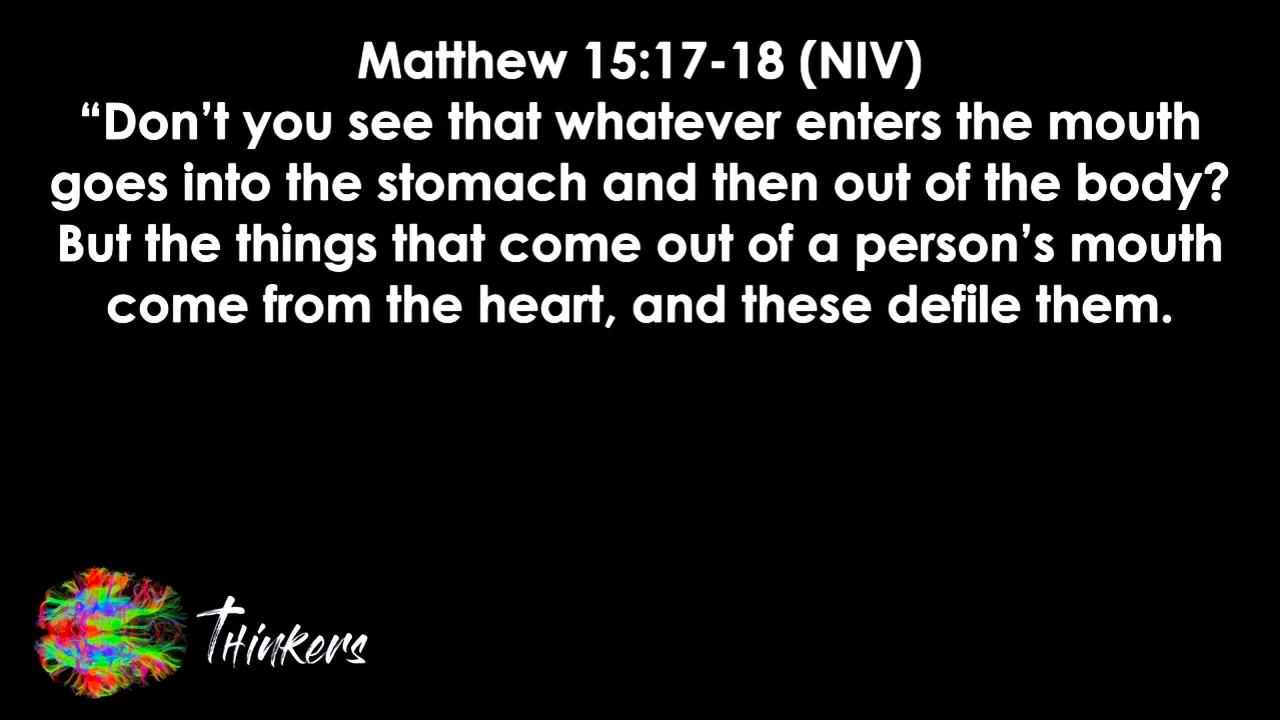 Matthew 15:17-18 (NIV)
“Don’t you see that whatever enters the mouth
goes into the stomach and then out of the body?
But the things that come out of a person’s mouth
come from the heart, and these defile them.
THinKers